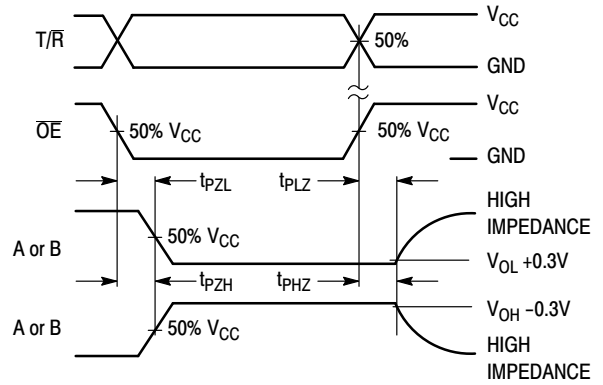 T/R̅ 50% V_CC
GND
O̅E̅ 50% V_CC 50% V_CC V_CC
GND
t_PZL t_PLZ
HIGH
IMPEDANCE
A or B 50% V_CC
V_OL +0.3V
t_PZH t_PHZ
V_OH −0.3V
A or B 50% V_CC
HIGH
IMPEDANCE